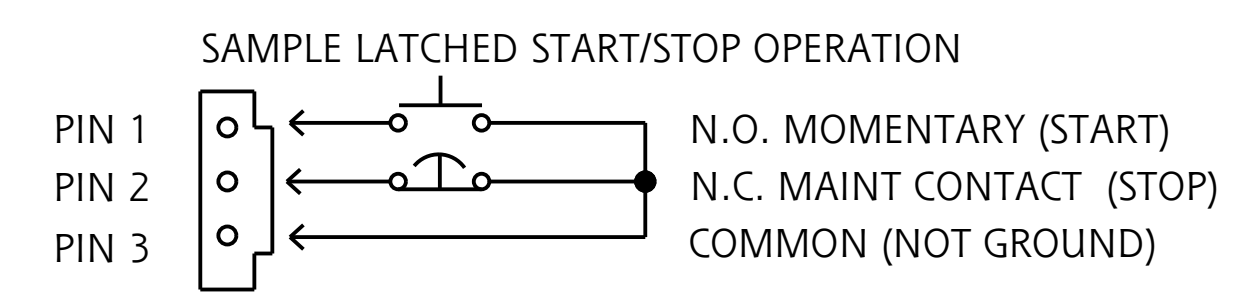 SAMPLE LATCHED START/STOP OPERATION
PIN 1 N.O. MOMENTARY (START)
PIN 2 N.C. MAINT CONTACT (STOP)
PIN 3 COMMON (NOT GROUND)